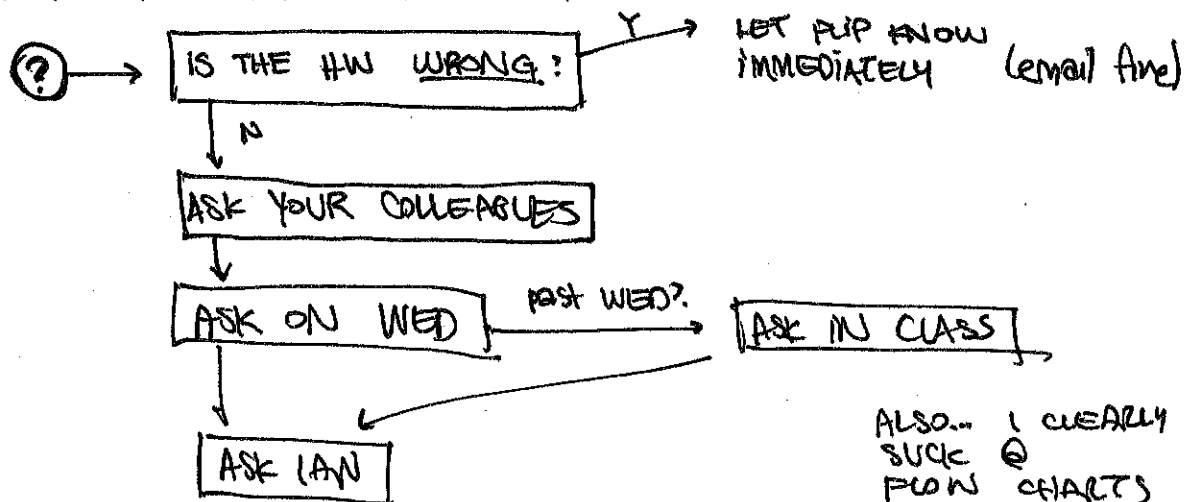 ?
IS THE HW WRONG?
Y
LET FLIP KNOW
IMMEDIATELY (email fine)
N
ASK YOUR COLLEAGUES
ASK ON WED
past WED?
ASK IN CLASS
ASK IAN
ALSO... I CLEARLY
SUCK @
FLOW CHARTS